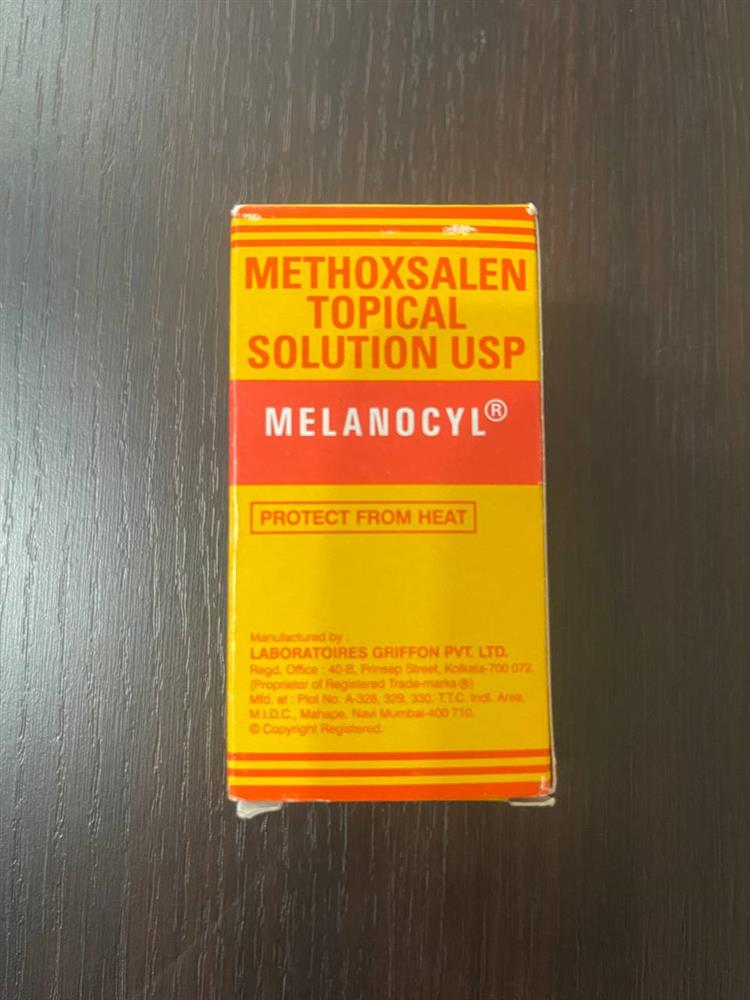 METHOXSALEN
TOPICAL
SOLUTION USP
MELANOCYL®
PROTECT FROM HEAT
Manufactured by :
LABORATOIRES GRIFFON PVT. LTD.
Regd. Office : 40-B, Prinsep Street, Kolkata-700 072.
(Proprietor of Registered Trade-marks ®)
Mfd. at : Plot No. A-328, 329, 330, T.T.C. Indl. Area,
M.I.D.C., Mahape, Navi Mumbai-400 710.
© Copyright Registered.